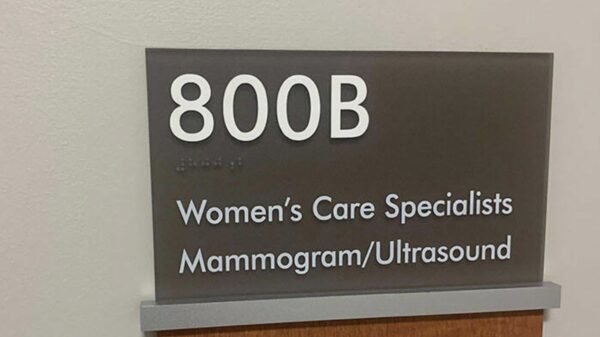 800B
Women's Care Specialists
Mammogram/Ultrasound